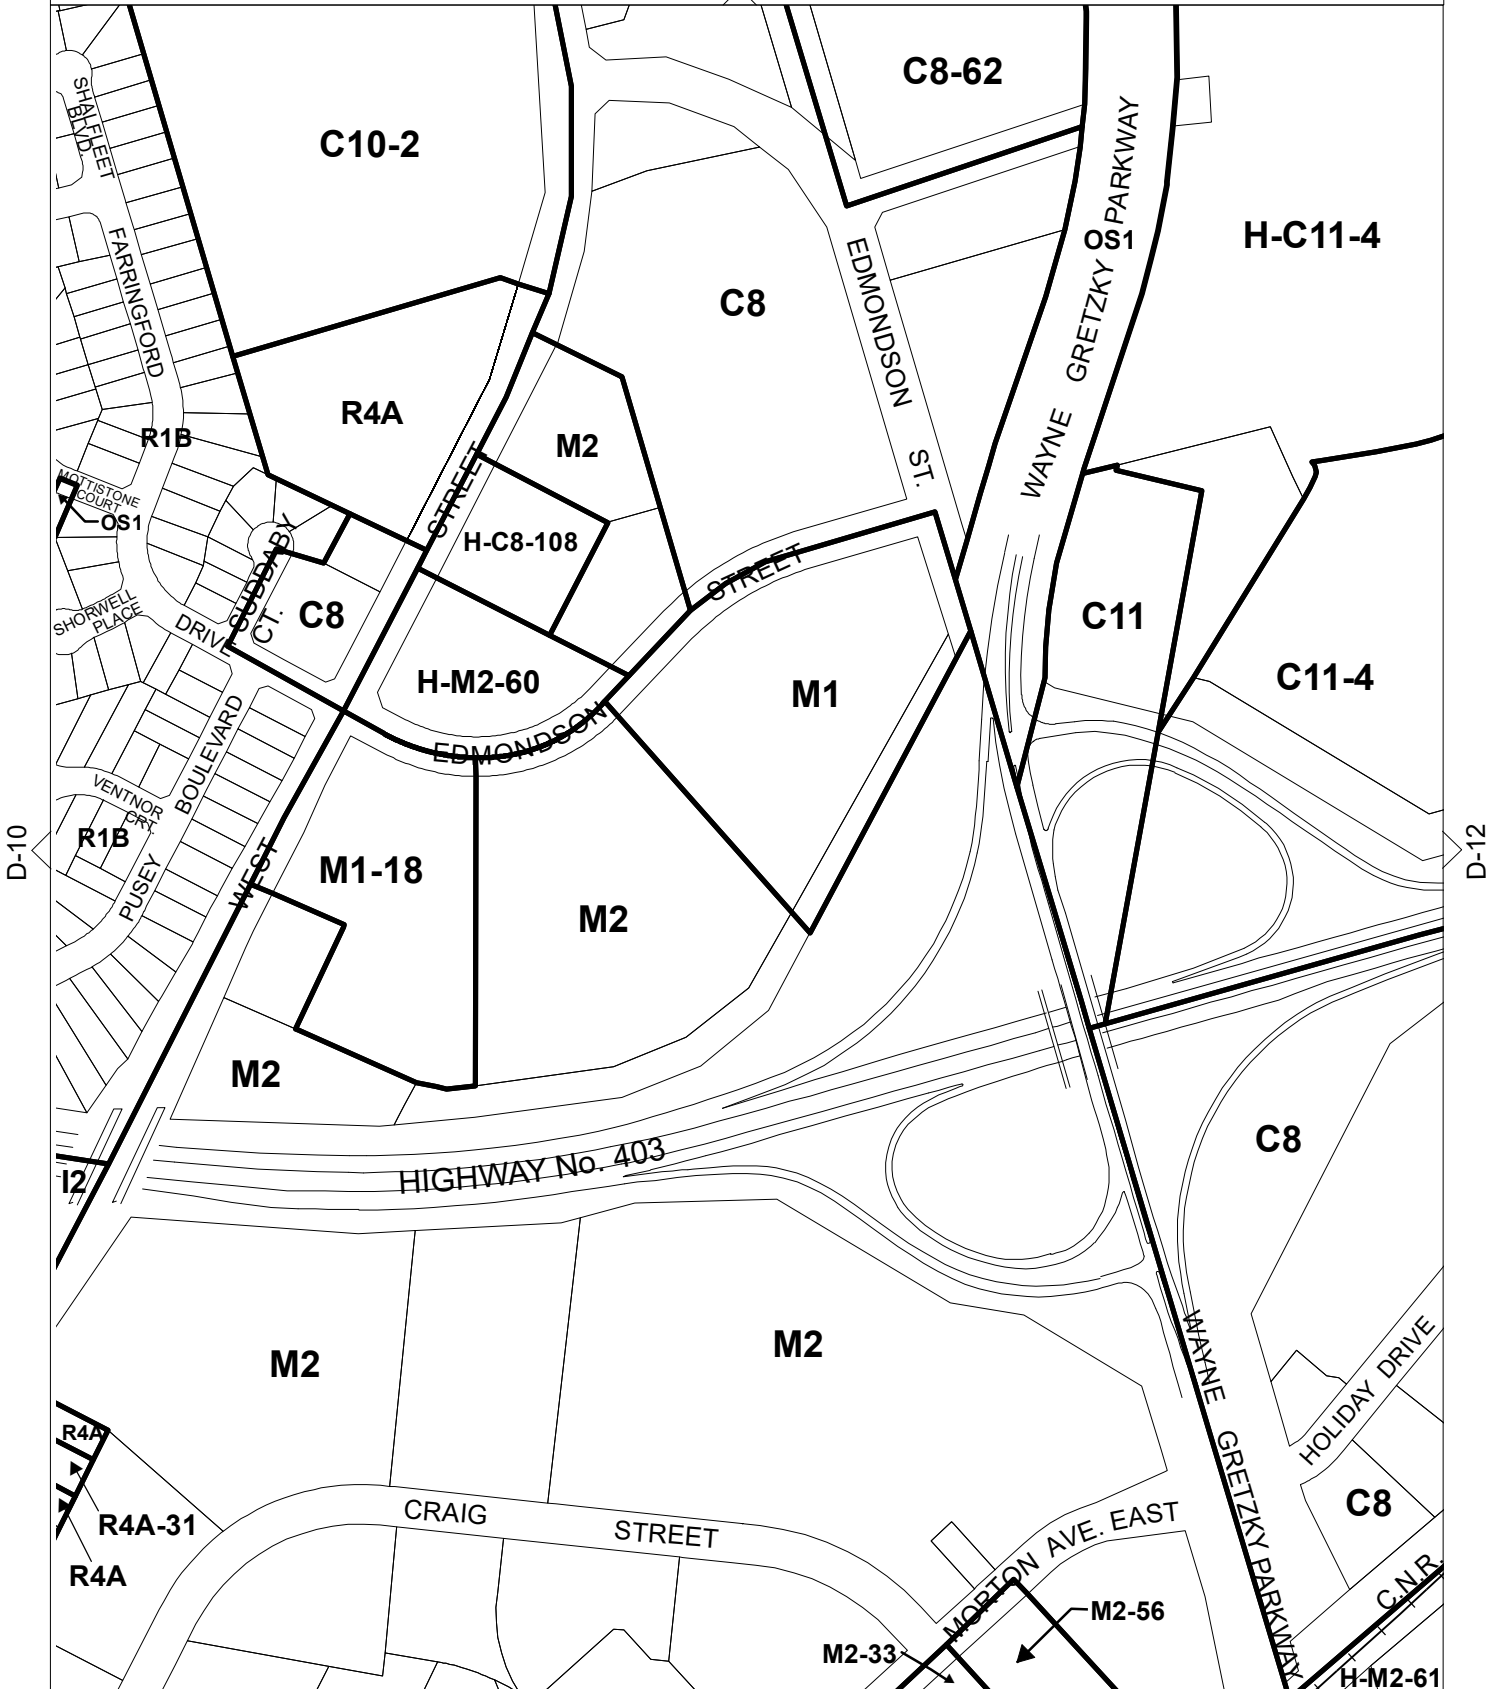 C8-62
C10-2
SHALFLEET
BLVD.
WAYNE GRETZKY PARKWAY
OS1
H-C11-4
FARRINGFORD
EDMONDSON ST.
C8
R4A
R1B
M2
STREET
MOTTISTONE
COURT
OS1
H-C8-108
SUDDABY
CT.
C8
STREET
SHORWELL
PLACE
DRIVE
C11
H-M2-60
M1
C11-4
EDMONDSON
BOULEVARD
VENTNOR
CRT.
R1B
PUSEY
WEST
M1-18
M2
D-10
D-12
M2
C8
HIGHWAY No. 403
I2
M2
M2
WAYNE GRETZKY PARKWAY
HOLIDAY DRIVE
R4A
R4A-31
R4A
CRAIG STREET
MORTON AVE. EAST
C8
C.N.R.
M2-56
M2-33
H-M2-61